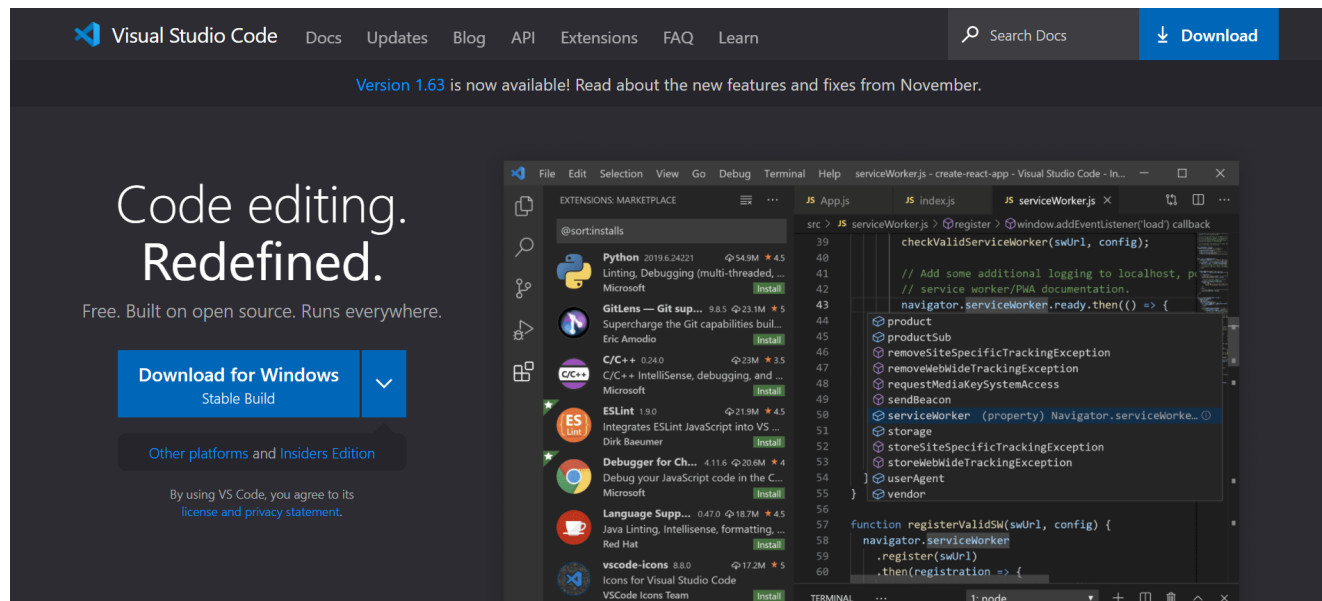 Visual Studio Code Docs Updates Blog API Extensions FAQ Learn Search Docs Download
Version 1.63 is now available! Read about the new features and fixes from November.
Code editing.
Redefined.
Free. Built on open source. Runs everywhere.
Download for Windows
Stable Build
Other platforms and Insiders Edition
By using VS Code, you agree to its
license and privacy statement.
File Edit Selection View Go Debug Terminal Help serviceWorker.js - create-react-app - Visual Studio Code - In...
EXTENSIONS: MARKETPLACE
@sort:installs
Python 2019.6.24221 54.9M ★ 4.5
Linting, Debugging (multi-threaded, ...
Microsoft Install
GitLens — Git sup... 9.8.5 23.1M ★ 5
Supercharge the Git capabilities buil...
Eric Amodio Install
C/C++ 0.24.0 23M ★ 3.5
C/C++ C/C++ IntelliSense, debugging, and ...
Microsoft Install
ESLint 1.9.0 21.9M ★ 4.5
ES Lint Integrates ESLint JavaScript into VS ...
Dirk Baeumer Install
Debugger for Ch... 4.11.6 20.6M ★ 4
Debug your JavaScript code in the C...
Microsoft Install
Language Supp... 0.47.0 18.7M ★ 4.5
Java Linting, Intellisense, formatting, ...
Red Hat Install
vscode-icons 8.8.0 17.2M ★ 5
Icons for Visual Studio Code
VSCode Icons Team Install
JS App.js JS index.js JS serviceWorker.js
src > JS serviceWorker.js > register > window.addEventListener('load') callback
39 checkValidServiceWorker(swUrl, config);
40
41 // Add some additional logging to localhost, po
42 // service worker/PWA documentation.
43 navigator.serviceWorker.ready.then(() => {
44 product
45 productSub
46 removeSiteSpecificTrackingException
47 removeWebWideTrackingException
48 requestMediaKeySystemAccess
49 sendBeacon
50 serviceWorker (property) Navigator.serviceWorke...
51 storage
52 storeSiteSpecificTrackingException
53 storeWebWideTrackingException
54 } userAgent
55 } vendor
56
57 function registerValidSW(swUrl, config) {
58 navigator.serviceWorker
59 .register(swUrl)
60 .then(registration => {
TERMINAL ... 1: node